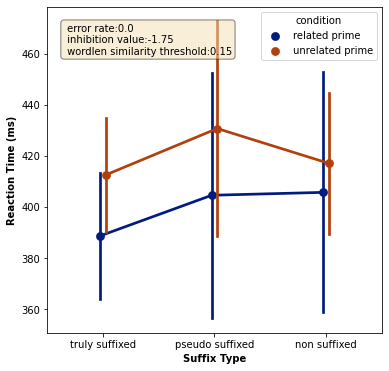 error rate:0.0
inhibition value:-1.75
wordlen similarity threshold:0.15
condition
related prime
unrelated prime
460
440
420
400
380
360
Reaction Time (ms)
truly suffixed
pseudo suffixed
non suffixed
Suffix Type